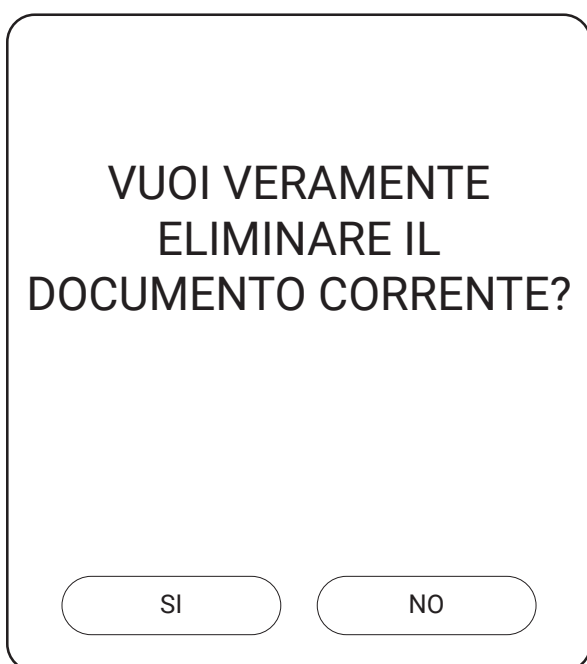 VUOI VERAMENTE
ELIMINARE IL
DOCUMENTO CORRENTE?
SI
NO